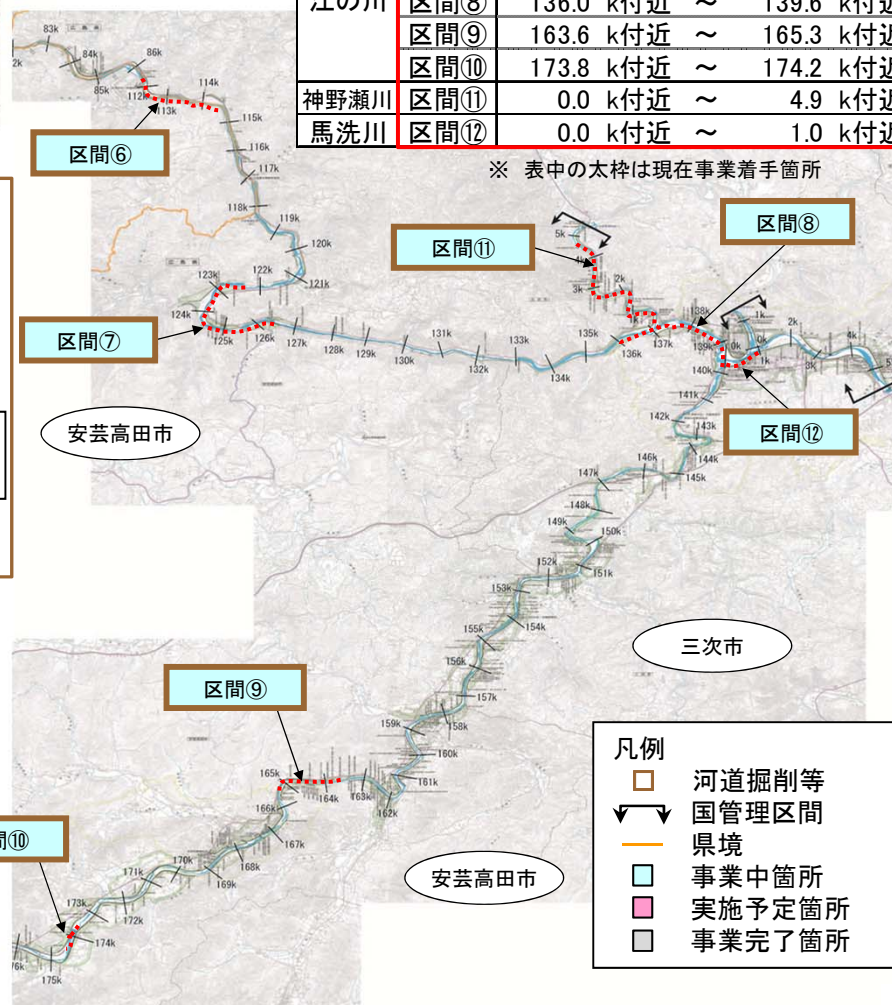 江の川 区間⑧ 136.0 k付近 ～ 139.6 k付近
区間⑨ 163.6 k付近 ～ 165.3 k付近
区間⑩ 173.8 k付近 ～ 174.2 k付近
神野瀬川 区間⑪ 0.0 k付近 ～ 4.9 k付近
馬洗川 区間⑫ 0.0 k付近 ～ 1.0 k付近
※ 表中の太枠は現在事業着手箇所
83k
2k
84k
85k
86k
112k
113k
114k
115k
116k
117k
118k
119k
120k
121k
122k
123k
124k
125k
126k
127k
128k
129k
130k
131k
132k
133k
134k
135k
136k
137k
138k
139k
140k
141k
142k
143k
144k
145k
146k
147k
148k
149k
150k
151k
152k
153k
154k
155k
156k
157k
158k
159k
160k
161k
162k
163k
164k
165k
166k
167k
168k
169k
170k
171k
172k
173k
174k
175k
76k
5k
4k
3k
2k
1k
0k
1k
0k
1k
2k
3k
4k
5
区間⑥
区間⑦
区間⑧
区間⑪
区間⑫
区間⑨
間⑩
安芸高田市
三次市
安芸高田市
凡例
河道掘削等
国管理区間
県境
事業中箇所
実施予定箇所
事業完了箇所